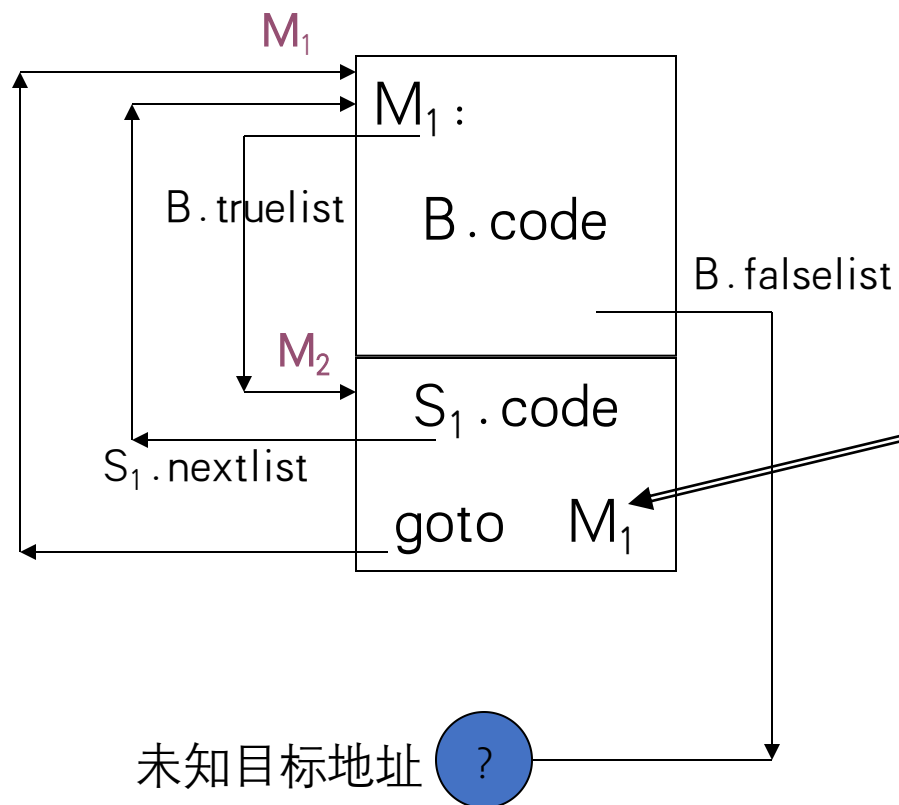 M₁
M₁:
B.truelist
B.code
B.falselist
M₂
S₁.code
S₁.nextlist
goto M₁
未知目标地址 ?